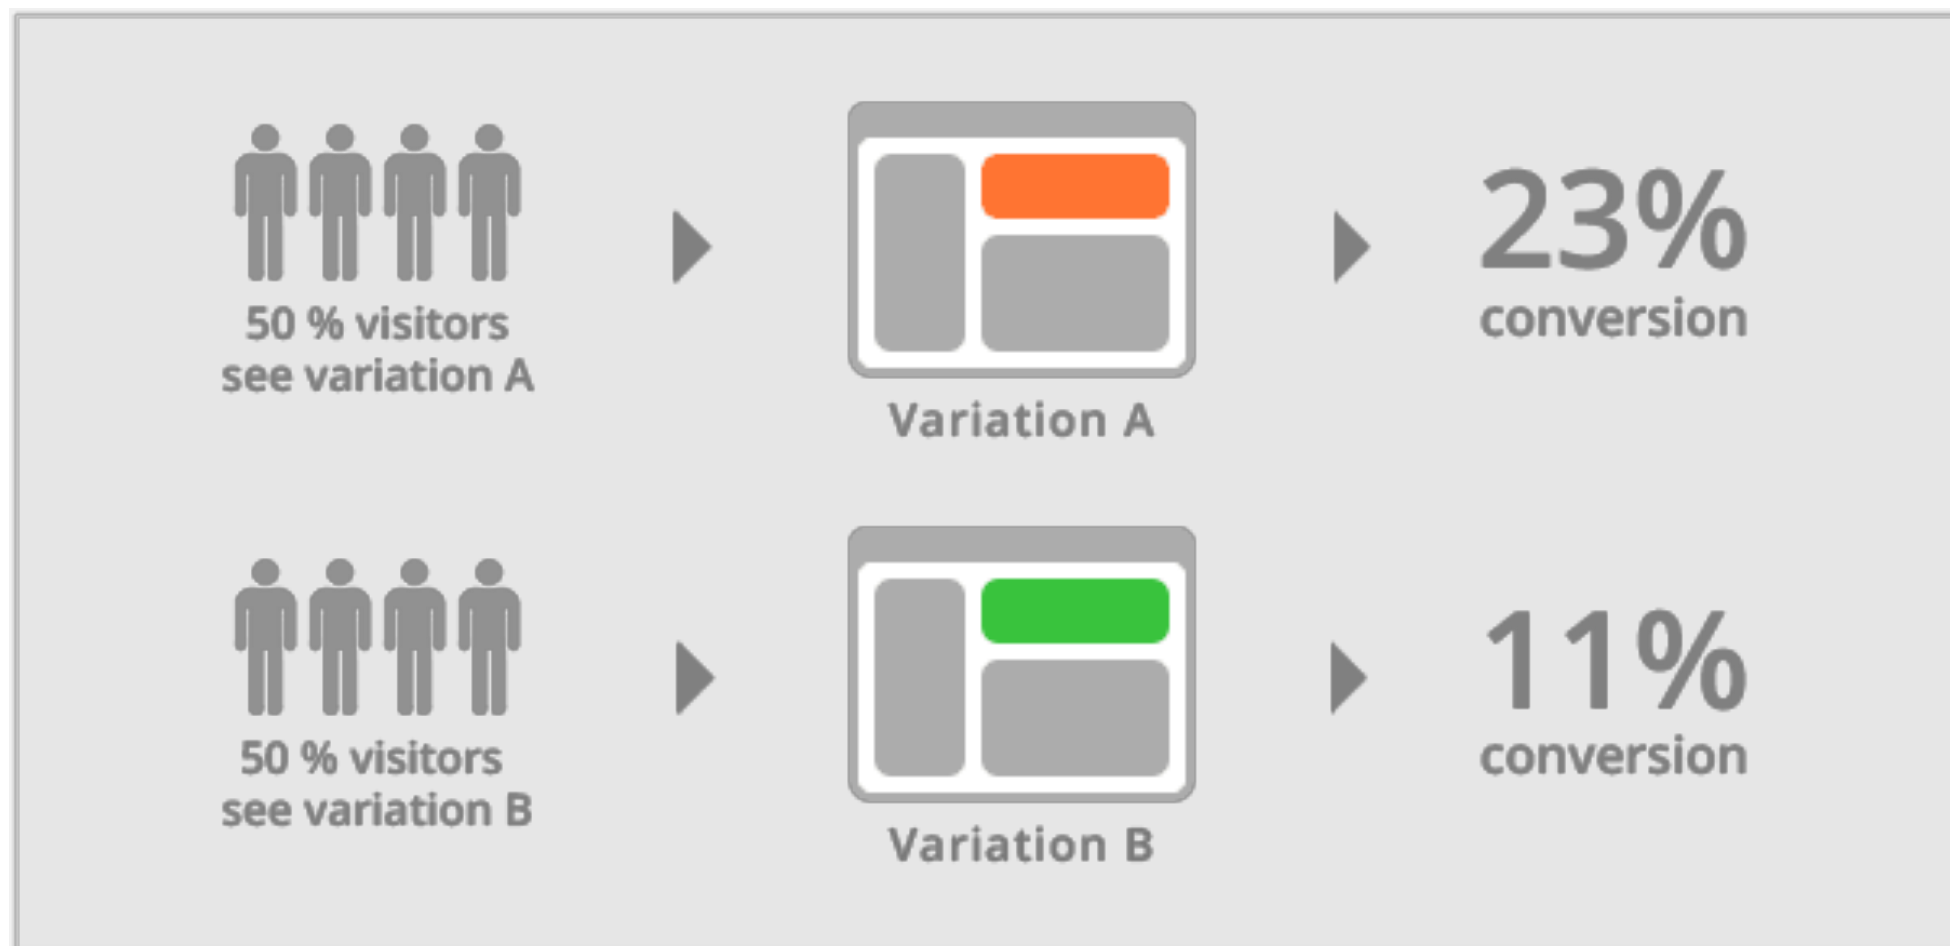 50 % visitors
see variation A
Variation A
23%
conversion
50 % visitors
see variation B
Variation B
11%
conversion